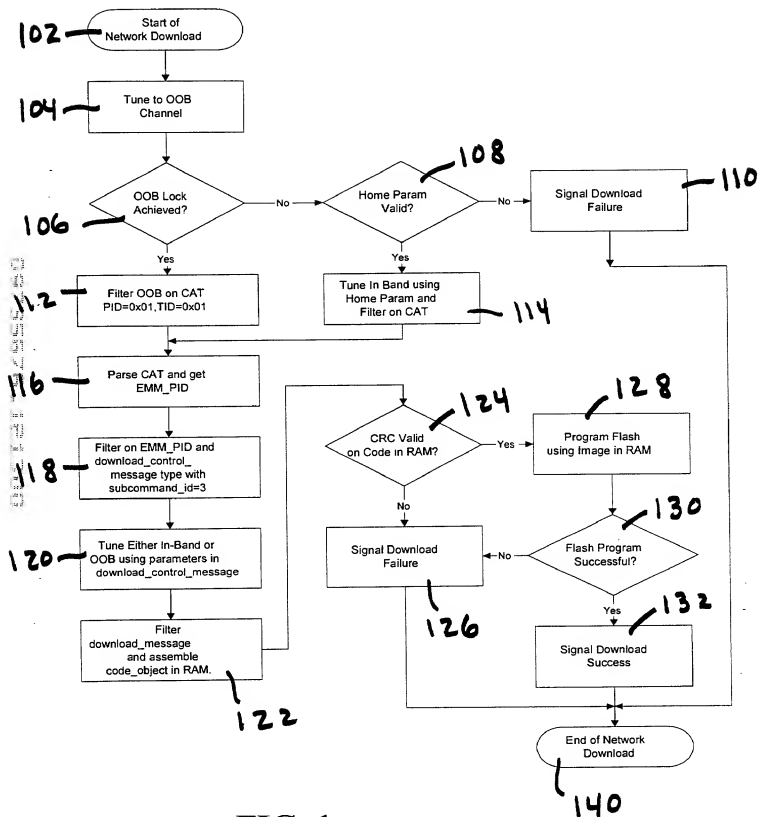 102
Start of
Network Download
104
Tune to OOB
Channel
106
OOB Lock
Achieved?
No
Yes
108
Home Param
Valid?
No
Yes
110
Signal Download
Failure
112
Filter OOB on CAT
PID=0x01,TID=0x01
114
Tune In Band using
Home Param and
Filter on CAT
116
Parse CAT and get
EMM_PID
118
Filter on EMM_PID and
download_control_
message type with
subcommand_id=3
120
Tune Either In-Band or
OOB using parameters in
download_control_message
122
Filter
download_message
and assemble
code_object in RAM.
124
CRC Valid
on Code in RAM?
Yes
No
126
Signal Download
Failure
128
Program Flash
using Image in RAM
130
Flash Program
Successful?
No
Yes
132
Signal Download
Success
End of Network
Download
140